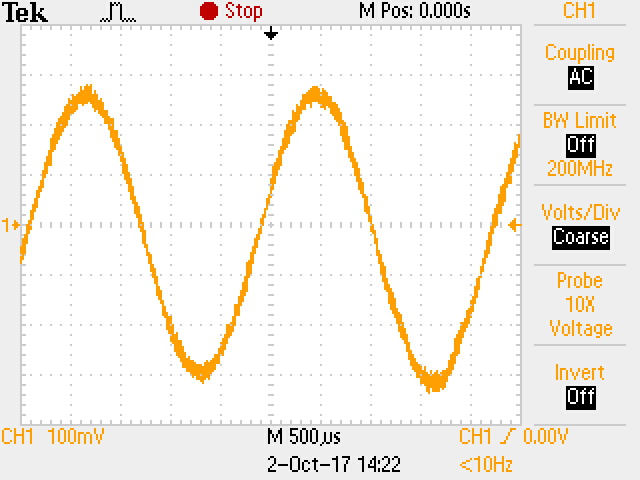 Tek Stop M Pos: 0.000s CH1
Coupling
AC
BW Limit
Off
200MHz
1
Volts/Div
Coarse
Probe
10X
Voltage
Invert
Off
CH1 100mV M 500µs CH1 0.00V
2-Oct-17 14:22 <10Hz